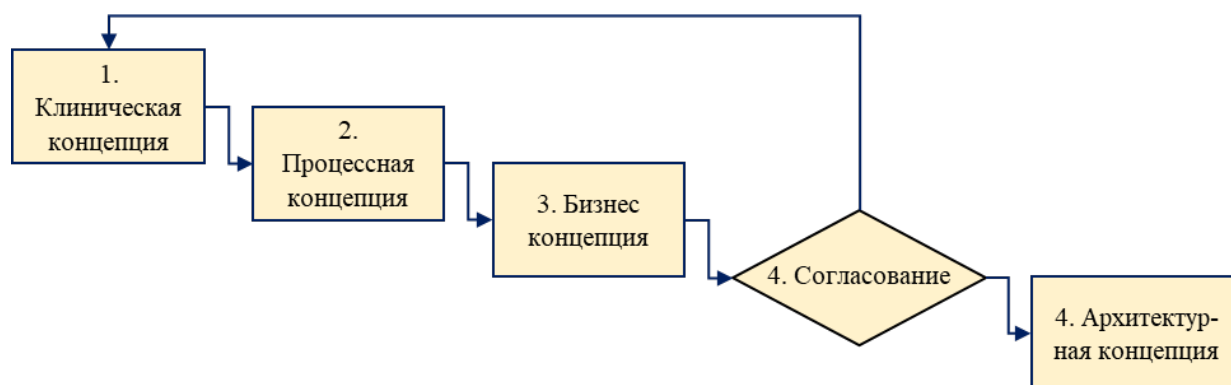 1.
Клиническая
концепция
2.
Процессная
концепция
3. Бизнес
концепция
4. Согласование
4. Архитектур-
ная концепция